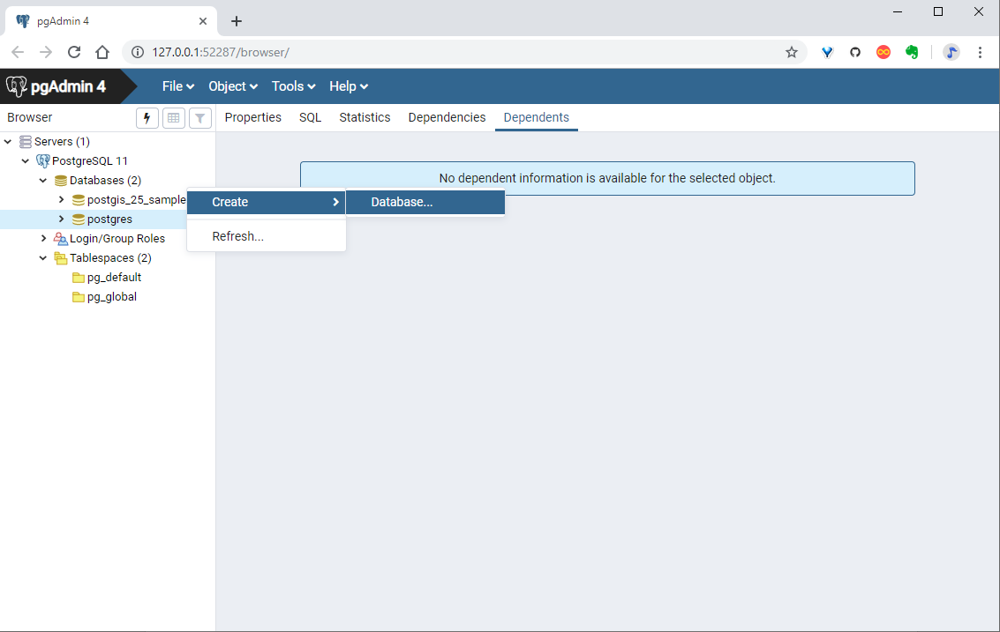 pgAdmin 4
127.0.0.1:52287/browser/
pgAdmin 4 File Object Tools Help
Browser Properties SQL Statistics Dependencies Dependents
Servers (1)
PostgreSQL 11
Databases (2)
postgis_25_sample
postgres
Login/Group Roles
Tablespaces (2)
pg_default
pg_global
No dependent information is available for the selected object.
Create Database...
Refresh...